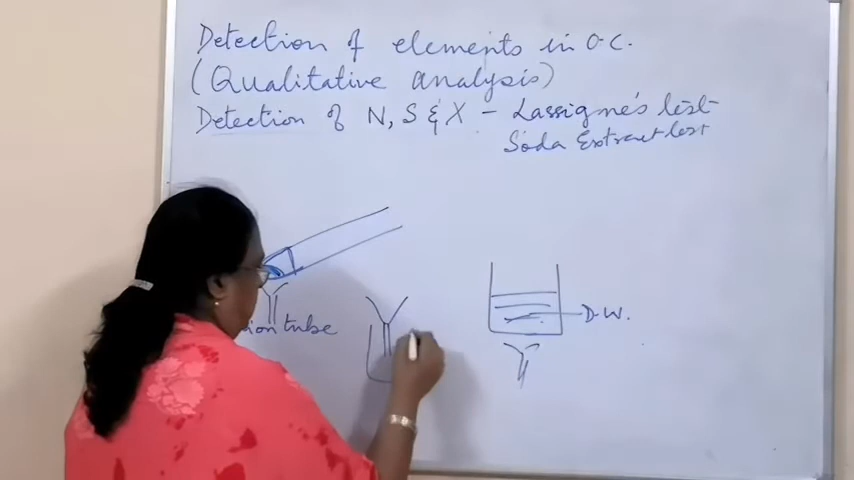 Detection of elements in O.C.
(Qualitative analysis)
Detection of N, S & X - Lassigne's test
Soda Extract test
D.W.
tube